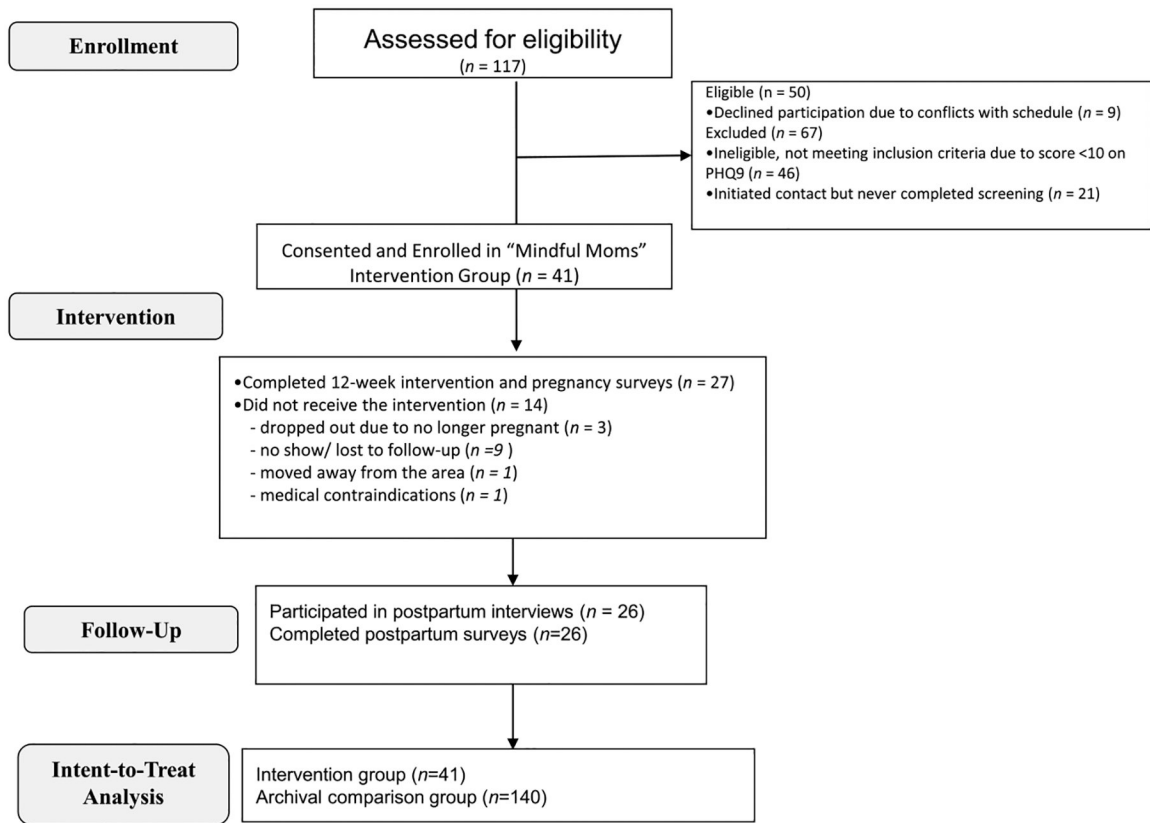 Enrollment
Assessed for eligibility
(n = 117)
Eligible (n = 50)
•Declined participation due to conflicts with schedule (n = 9)
Excluded (n = 67)
•Ineligible, not meeting inclusion criteria due to score <10 on
PHQ9 (n = 46)
•Initiated contact but never completed screening (n = 21)
Consented and Enrolled in “Mindful Moms”
Intervention Group (n = 41)
Intervention
•Completed 12-week intervention and pregnancy surveys (n = 27)
•Did not receive the intervention (n = 14)
- dropped out due to no longer pregnant (n = 3)
- no show/ lost to follow-up (n =9 )
- moved away from the area (n = 1)
- medical contraindications (n = 1)
Follow-Up
Participated in postpartum interviews (n = 26)
Completed postpartum surveys (n=26)
Intent-to-Treat
Analysis
Intervention group (n=41)
Archival comparison group (n=140)